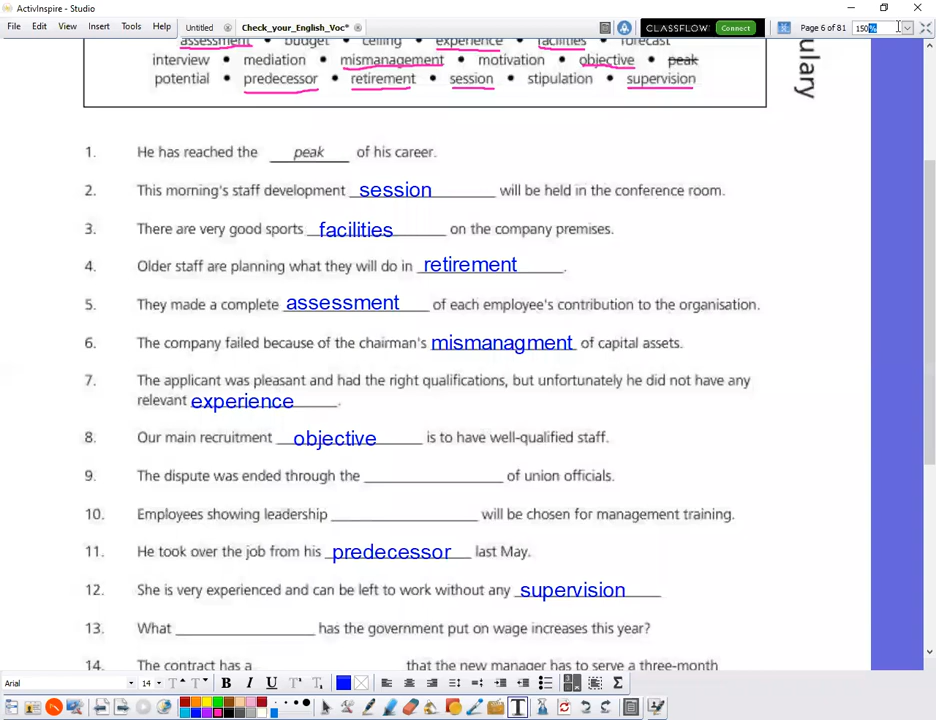 ActivInspire - Studio
File Edit View Insert Tools Help Untitled Check_your_English_Voc* CLASSFLOW Connect Page 6 of 81 150%
assessment • budget • ceiling • experience • facilities • forecast
interview • mediation • mismanagement • motivation • objective • peak
potential • predecessor • retirement • session • stipulation • supervision
ulary
1. He has reached the peak of his career.
2. This morning's staff development session will be held in the conference room.
3. There are very good sports facilities on the company premises.
4. Older staff are planning what they will do in retirement.
5. They made a complete assessment of each employee's contribution to the organisation.
6. The company failed because of the chairman's mismanagment of capital assets.
7. The applicant was pleasant and had the right qualifications, but unfortunately he did not have any
relevant experience.
8. Our main recruitment objective is to have well-qualified staff.
9. The dispute was ended through the ____________ of union officials.
10. Employees showing leadership ____________ will be chosen for management training.
11. He took over the job from his predecessor last May.
12. She is very experienced and can be left to work without any supervision
13. What ____________ has the government put on wage increases this year?
14. The contract has a ____________ that the new manager has to serve a three-month
Arial 14 B I U